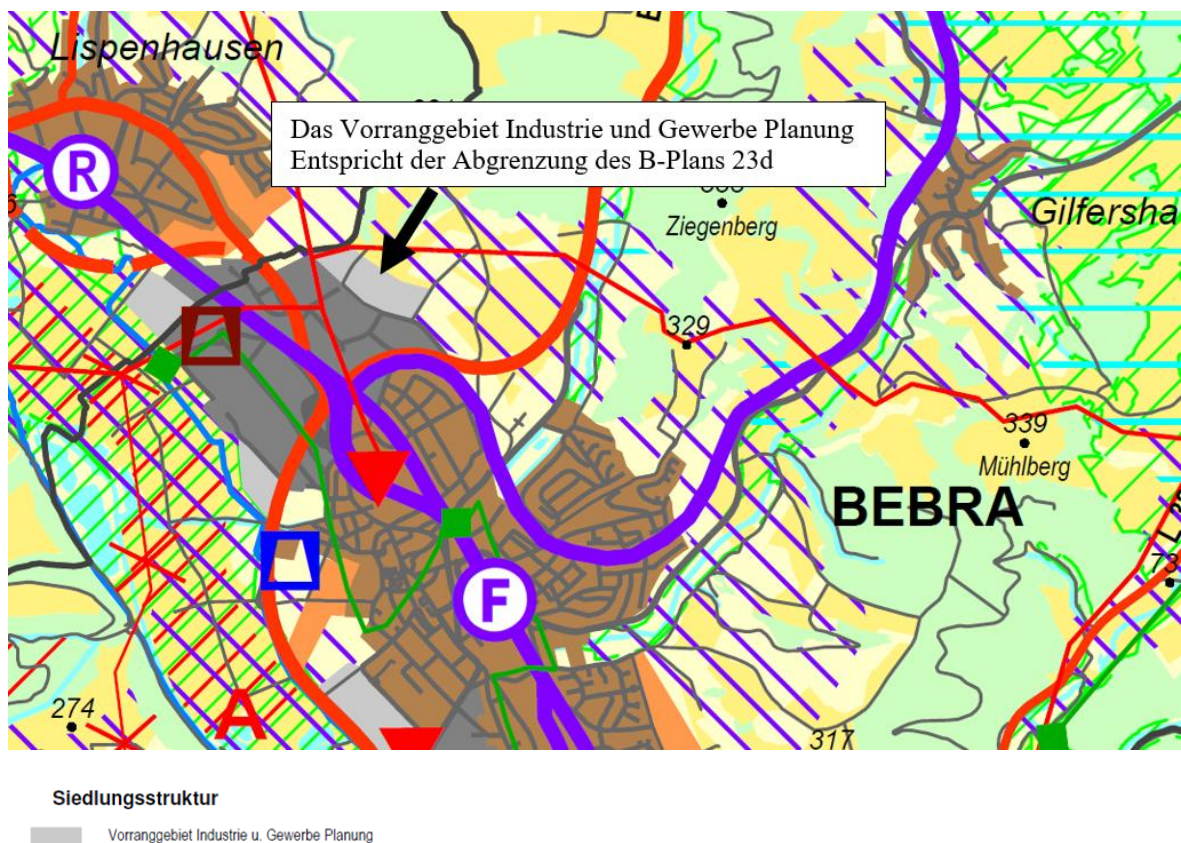 Lispenhausen
Das Vorranggebiet Industrie und Gewerbe Planung
Entspricht der Abgrenzung des B-Plans 23d
R
Ziegenberg
Gilfersha
329
339
Mühlberg
BEBRA
F
73
A
274
317
Siedlungsstruktur
Vorranggebiet Industrie u. Gewerbe Planung